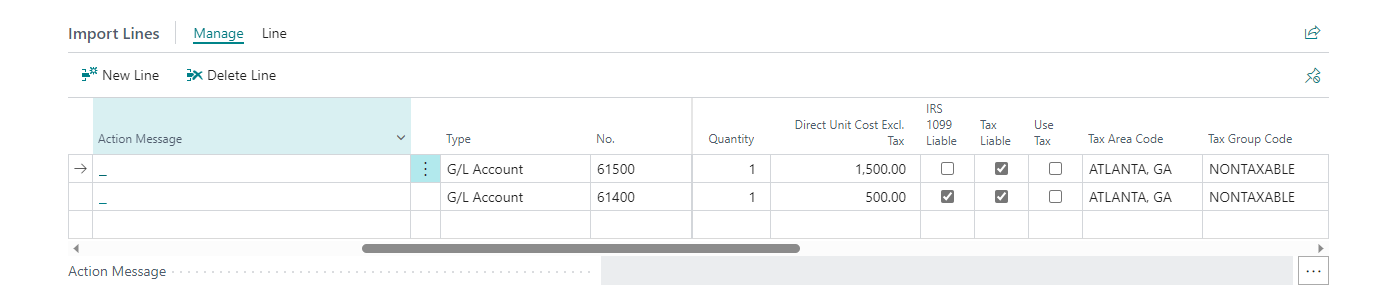 Import Lines Manage Line
New Line Delete Line
Action Message Type No. Quantity Direct Unit Cost Excl. Tax IRS 1099 Liable Tax Liable Use Tax Tax Area Code Tax Group Code
_ G/L Account 61500 1 1,500.00 ATLANTA, GA NONTAXABLE
_ G/L Account 61400 1 500.00 ATLANTA, GA NONTAXABLE
Action Message